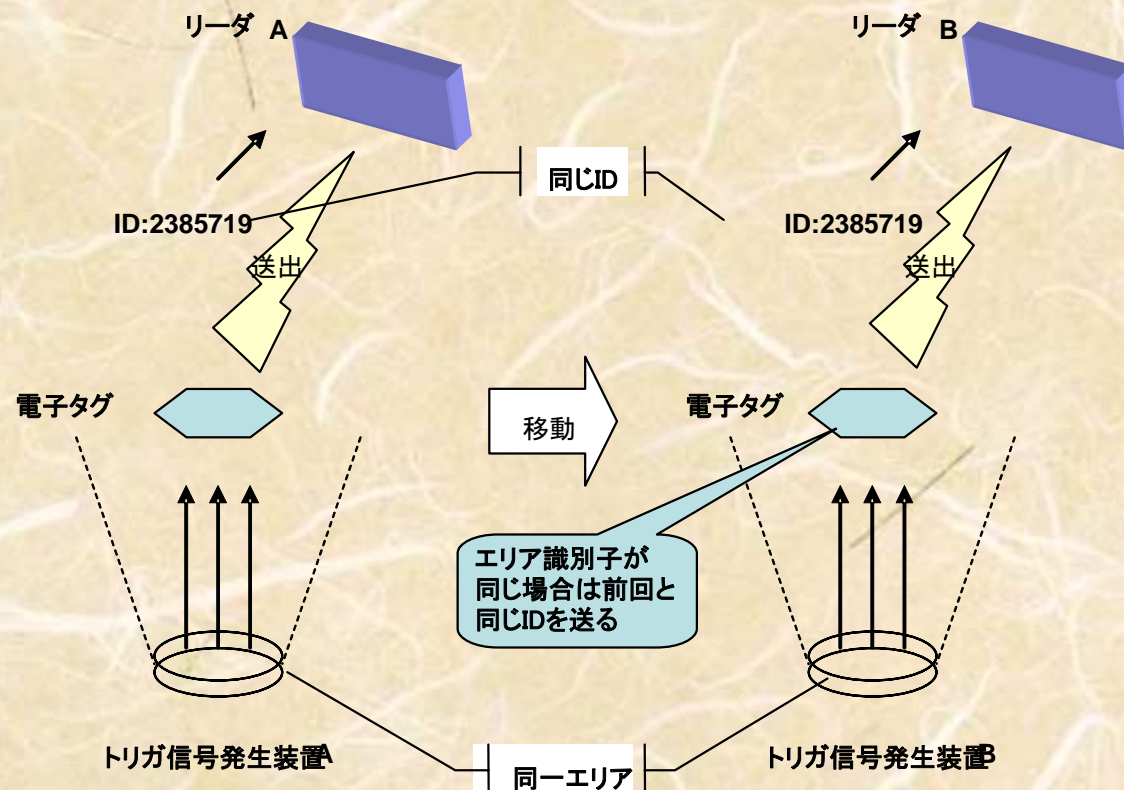 リーダ A
リーダ B
同じID
ID:2385719
ID:2385719
送出
送出
電子タグ
電子タグ
移動
エリア識別子が
同じ場合は前回と
同じIDを送る
トリガ信号発生装置A
トリガ信号発生装置B
同一エリア